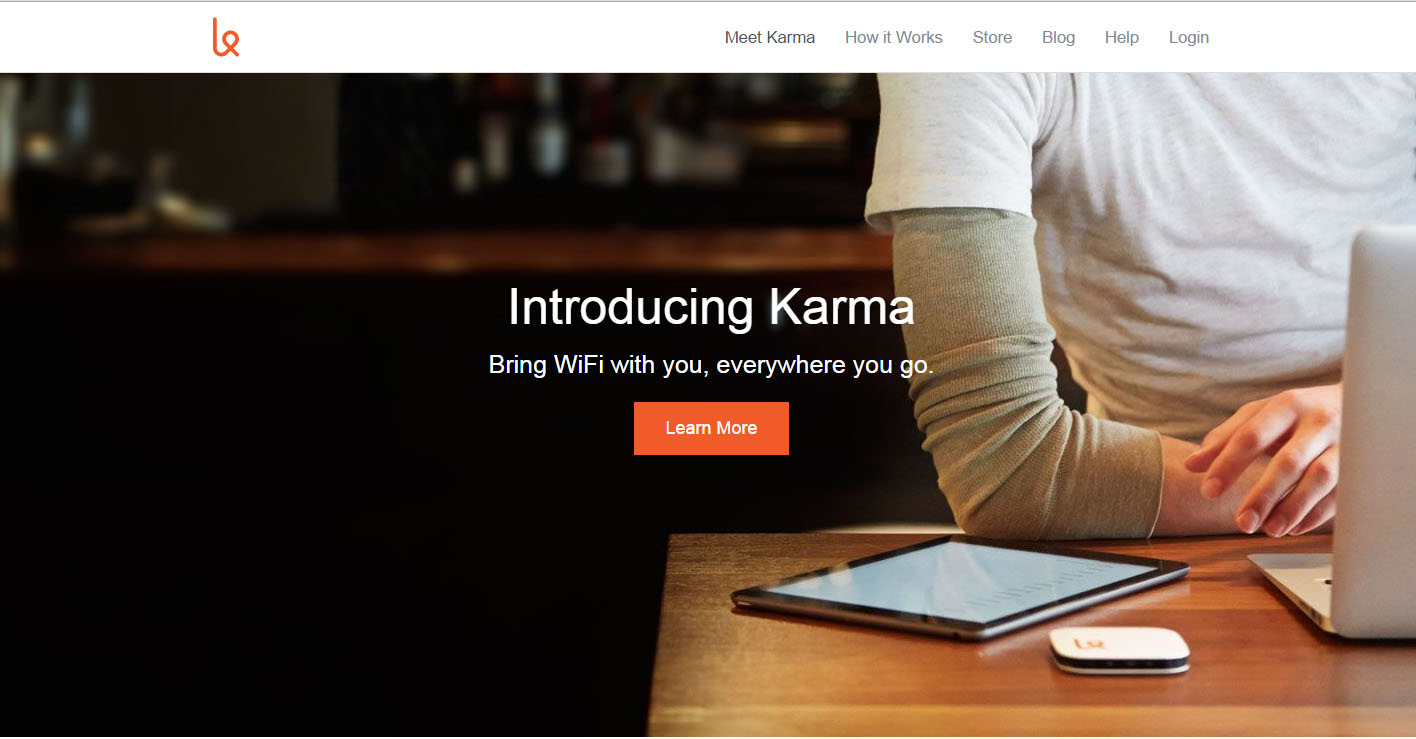 Meet Karma
How it Works
Store
Blog
Help
Login
Introducing Karma
Bring WiFi with you, everywhere you go.
Learn More